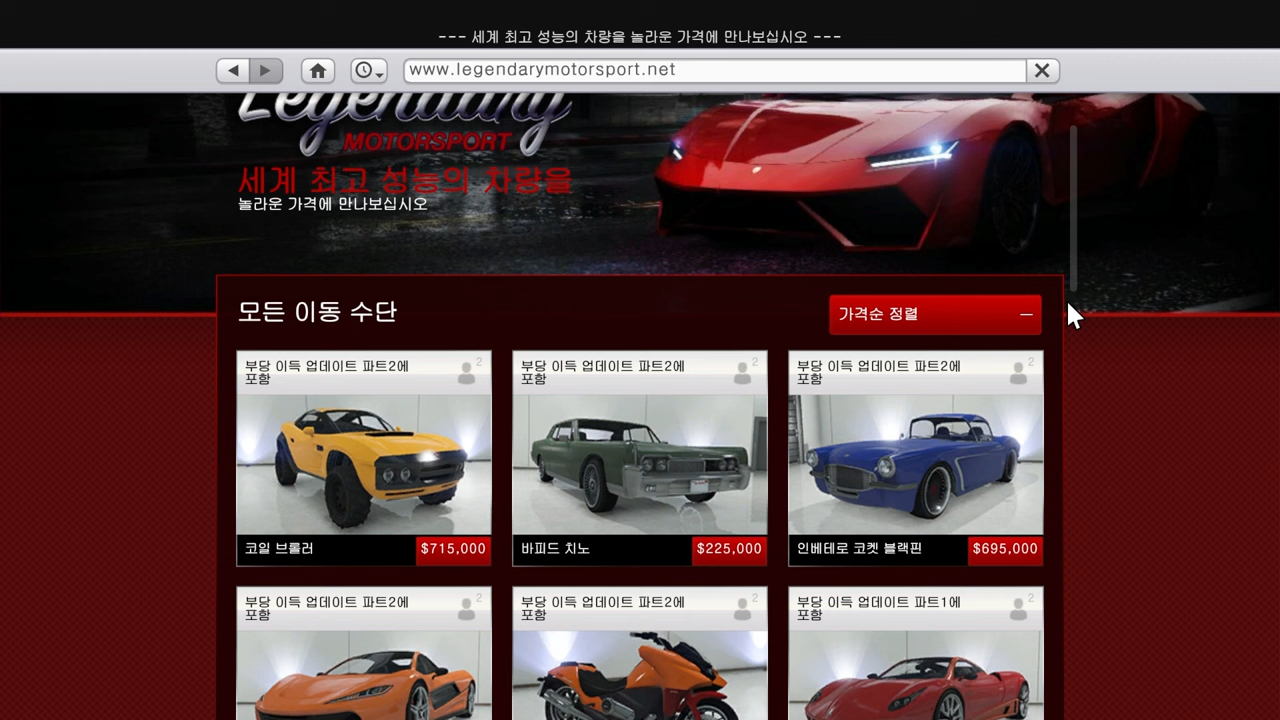 --- 세계 최고 성능의 차량을 놀라운 가격에 만나보십시오 ---
www.legendarymotorsport.net
Legendary
MOTORSPORT
세계 최고 성능의 차량을
놀라운 가격에 만나보십시오
모든 이동 수단
가격순 정렬
부당 이득 업데이트 파트2에
포함
2
부당 이득 업데이트 파트2에
포함
2
부당 이득 업데이트 파트2에
포함
2
코일 브롤러
$715,000
바피드 치노
$225,000
인베테로 코켓 블랙핀
$695,000
부당 이득 업데이트 파트2에
포함
2
부당 이득 업데이트 파트2에
포함
2
부당 이득 업데이트 파트1에
포함
2